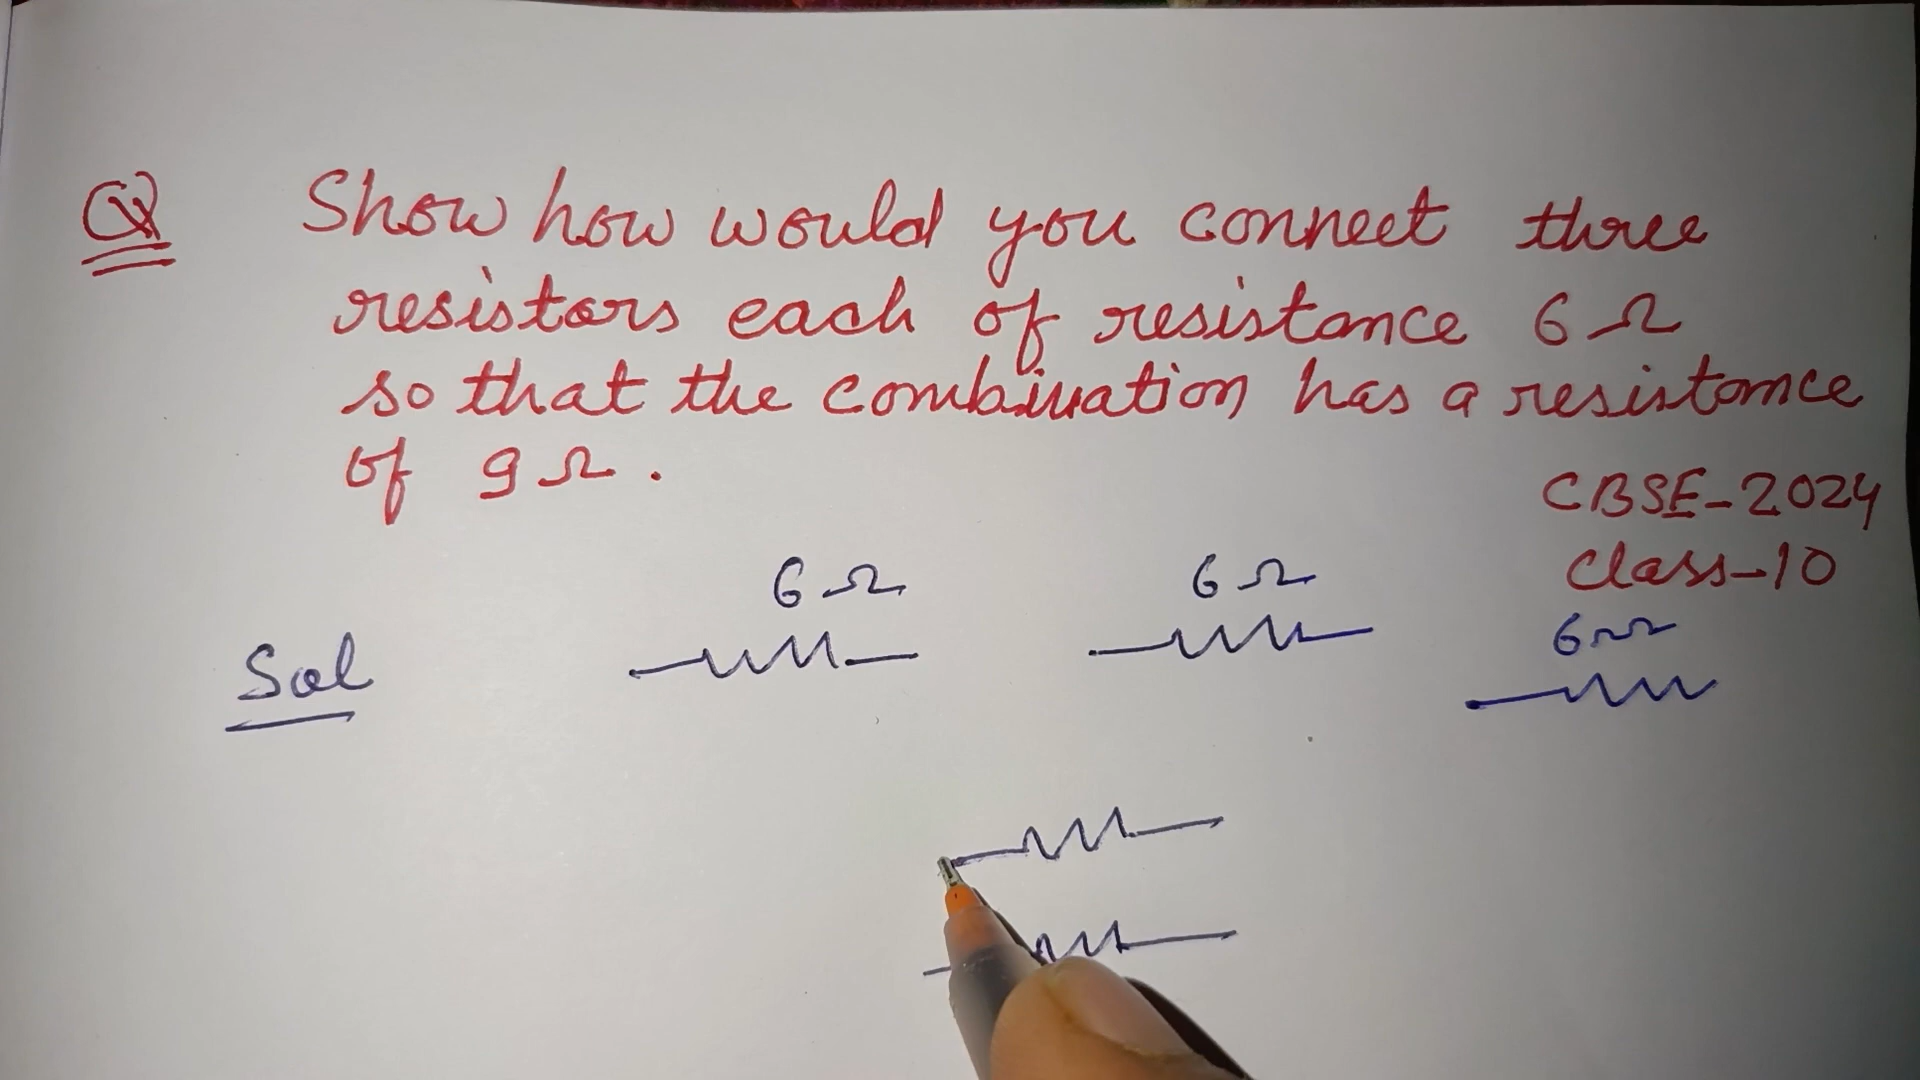 Q Show how would you connect three
resistors each of resistance 6 Ω
so that the combination has a resistance
of 9 Ω.
CBSE-2024
Class-10
6 Ω 6 Ω 6 Ω
Sol